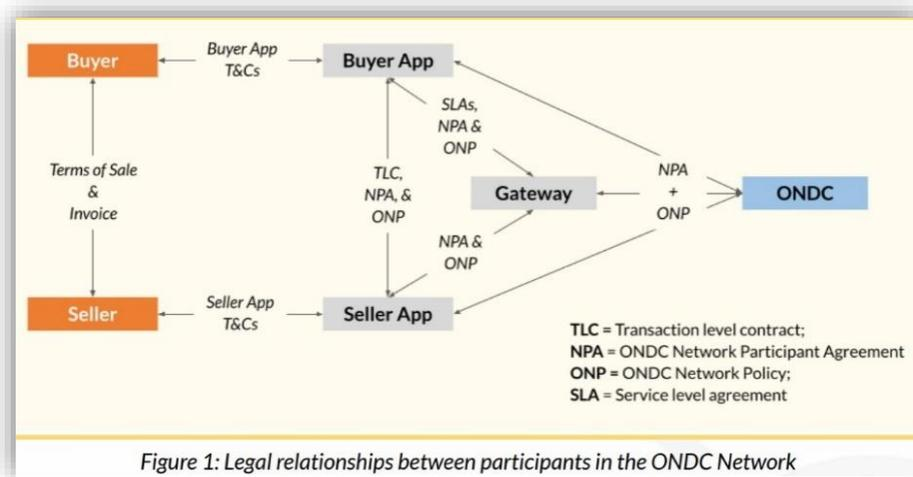 Buyer
Buyer App
T&Cs
Buyer App
SLAs,
NPA &
ONP
Terms of Sale
&
Invoice
TLC,
NPA, &
ONP
Gateway
NPA
+
ONP
ONDC
NPA &
ONP
Seller
Seller App
T&Cs
Seller App
TLC = Transaction level contract;
NPA = ONDC Network Participant Agreement
ONP = ONDC Network Policy;
SLA = Service level agreement
Figure 1: Legal relationships between participants in the ONDC Network